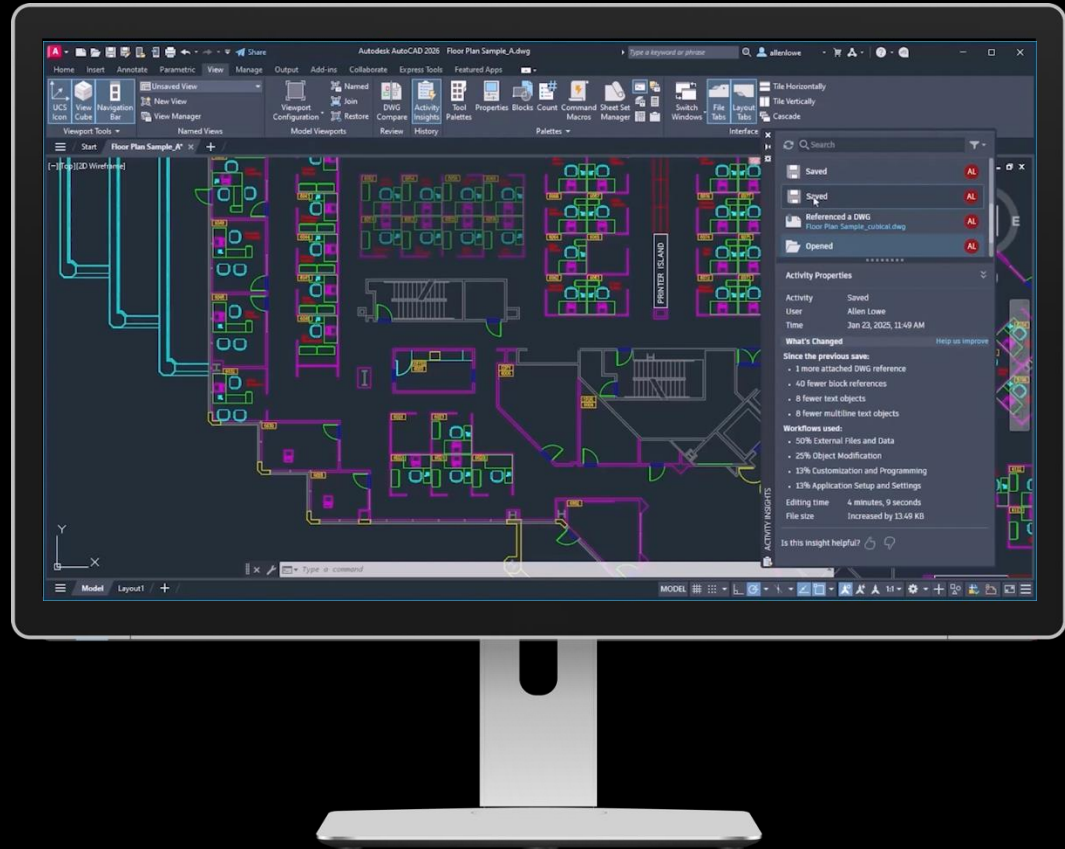 A
Share
Autodesk AutoCAD 2026 Floor Plan Sample_A.dwg
Type a keyword or phrase
allenlowe
Home Insert Annotate Parametric View Manage Output Add-ins Collaborate Express Tools Featured Apps
UCS Icon
View Cube
Navigation Bar
Viewport Tools
Unsaved View
New View
View Manager
Named Views
Viewport Configuration
Named
Join
Restore
Model Viewports
DWG Compare
Review
Activity Insights
History
Tool Palettes
Properties
Blocks
Count
Command Macros
Sheet Set Manager
Palettes
Switch Windows
File Tabs
Layout Tabs
Tile Horizontally
Tile Vertically
Cascade
Interface
Start Floor Plan Sample_A*
[-][Top][2D Wireframe]
PRINTER ISLAND
E
Search
Saved AL
Saved AL
Referenced a DWG AL
Floor Plan Sample_cubical.dwg
Opened AL
Activity Properties
Activity Saved
User Allen Lowe
Time Jan 23, 2025, 11:49 AM
What's Changed Help us improve
Since the previous save:
• 1 more attached DWG reference
• 40 fewer block references
• 8 fewer text objects
• 8 fewer multiline text objects
Workflows used:
• 50% External Files and Data
• 25% Object Modification
• 13% Customization and Programming
• 13% Application Setup and Settings
Editing time 4 minutes, 9 seconds
File size Increased by 13.49 KB
Is this insight helpful?
ACTIVITY INSIGHTS
Y
X
Type a command
Model Layout1
MODEL
1:1